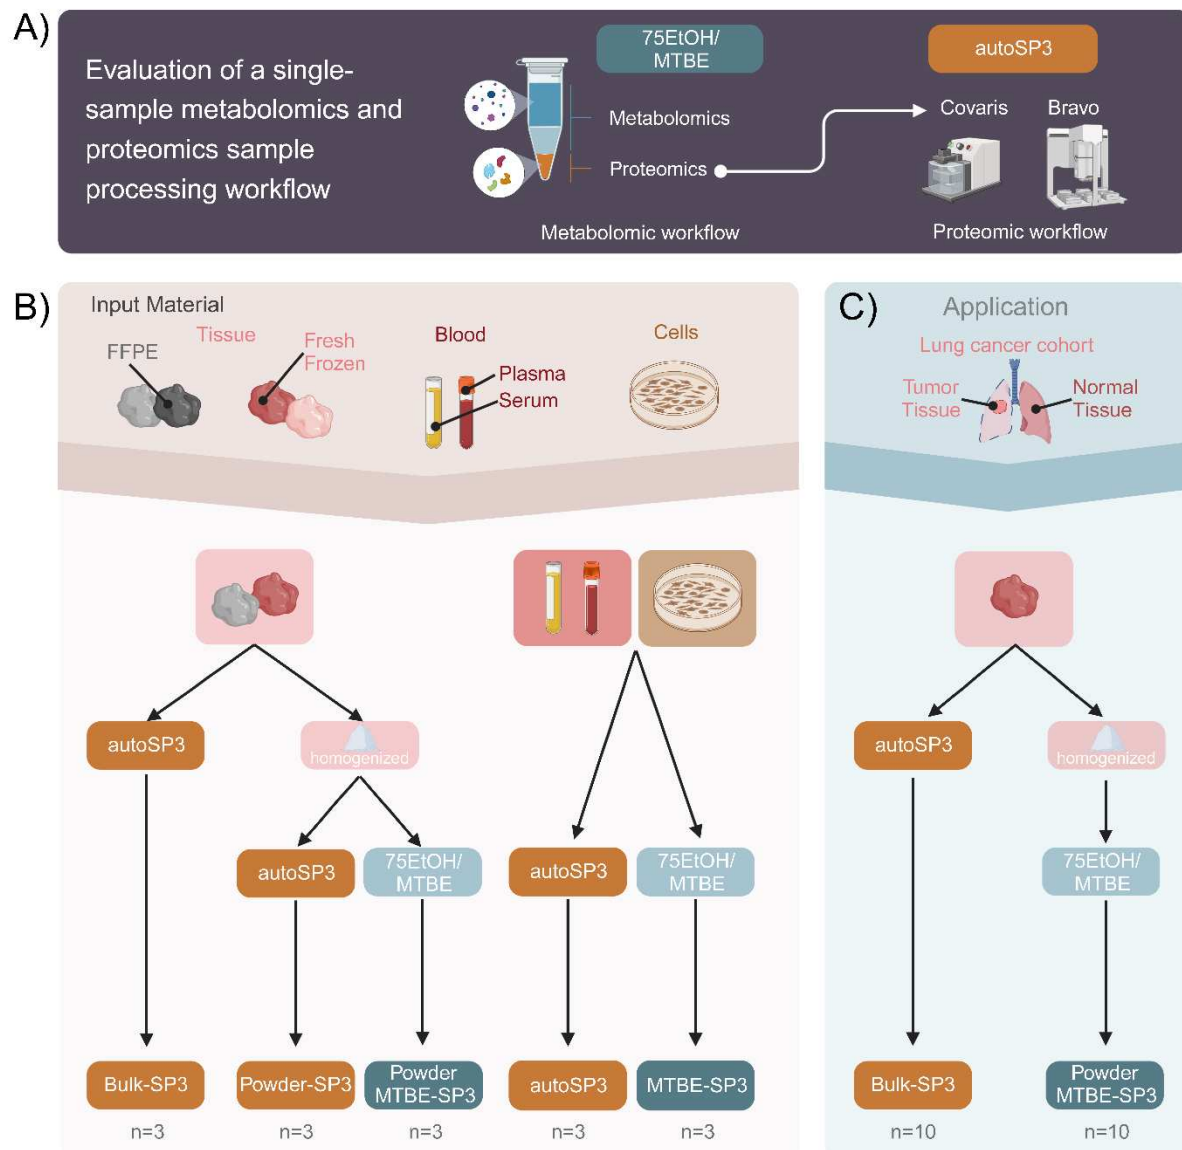 A)
Evaluation of a single-
sample metabolomics and
proteomics sample
processing workflow
75EtOH/
MTBE
Metabolomics
Proteomics
Metabolomic workflow
autoSP3
Covaris
Bravo
Proteomic workflow
B)
Input Material
Tissue
FFPE
Fresh
Frozen
Blood
Plasma
Serum
Cells
autoSP3
homogenized
autoSP3
75EtOH/
MTBE
autoSP3
75EtOH/
MTBE
Bulk-SP3
Powder-SP3
Powder
MTBE-SP3
autoSP3
MTBE-SP3
n=3
n=3
n=3
n=3
n=3
C)
Application
Lung cancer cohort
Tumor
Tissue
Normal
Tissue
autoSP3
homogenized
75EtOH/
MTBE
Bulk-SP3
Powder
MTBE-SP3
n=10
n=10